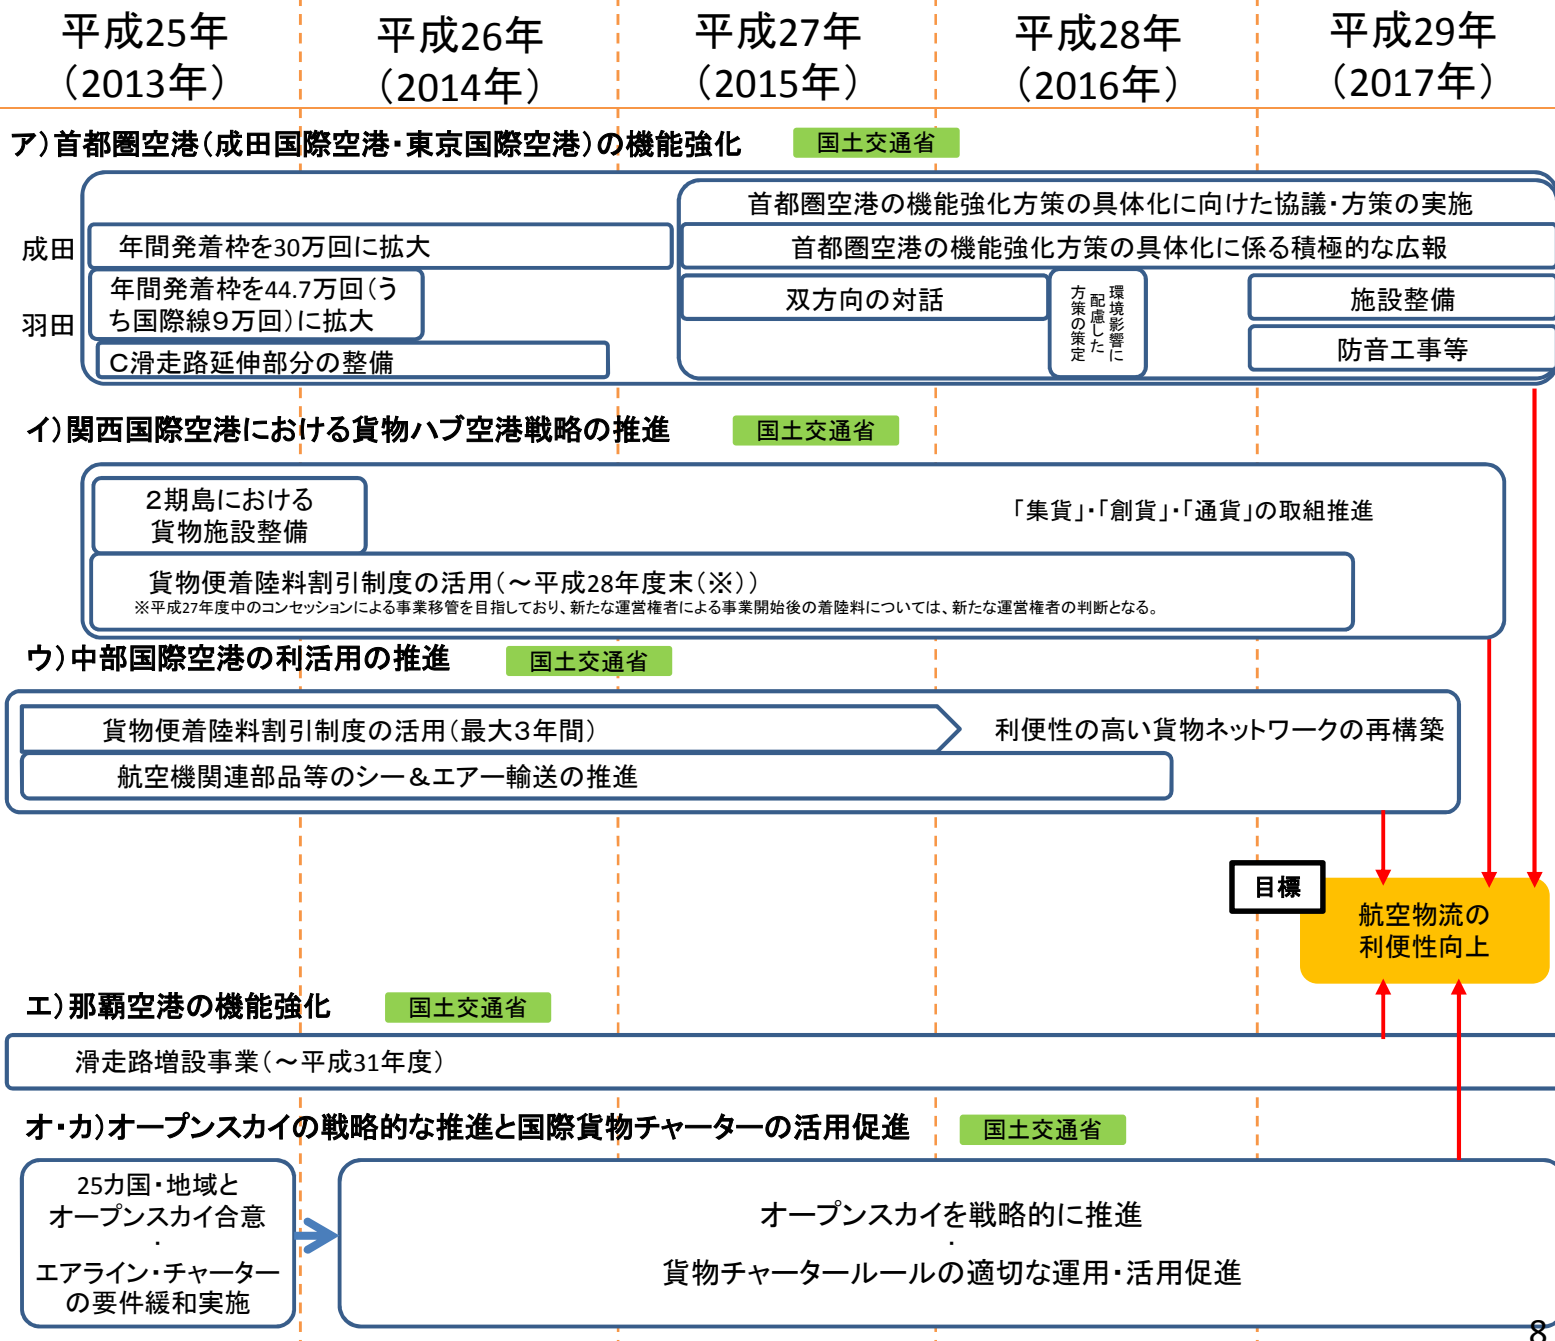 平成25年
（2013年）
平成26年
（2014年）
平成27年
（2015年）
平成28年
（2016年）
平成29年
（2017年）
ア）首都圏空港（成田国際空港・東京国際空港）の機能強化
国土交通省
首都圏空港の機能強化方策の具体化に向けた協議・方策の実施
成田
年間発着枠を30万回に拡大
首都圏空港の機能強化方策の具体化に係る積極的な広報
羽田
年間発着枠を44.7万回（う
ち国際線９万回）に拡大
双方向の対話
環境影響に
配慮した
方策の策定
施設整備
C滑走路延伸部分の整備
防音工事等
イ）関西国際空港における貨物ハブ空港戦略の推進
国土交通省
２期島における
貨物施設整備
「集貨」・「創貨」・「通貨」の取組推進
貨物便着陸料割引制度の活用（～平成28年度末（※））
※平成27年度中のコンセッションによる事業移管を目指しており、新たな運営権者による事業開始後の着陸料については、新たな運営権者の判断となる。
ウ）中部国際空港の利活用の推進
国土交通省
貨物便着陸料割引制度の活用（最大３年間）
利便性の高い貨物ネットワークの再構築
航空機関連部品等のシー＆エアー輸送の推進
目標
航空物流の
利便性向上
エ）那覇空港の機能強化
国土交通省
滑走路増設事業（～平成31年度）
オ・カ）オープンスカイの戦略的な推進と国際貨物チャーターの活用促進
国土交通省
25カ国・地域と
オープンスカイ合意
・
エアライン・チャーター
の要件緩和実施
オープンスカイを戦略的に推進
・
貨物チャータールールの適切な運用・活用促進
8